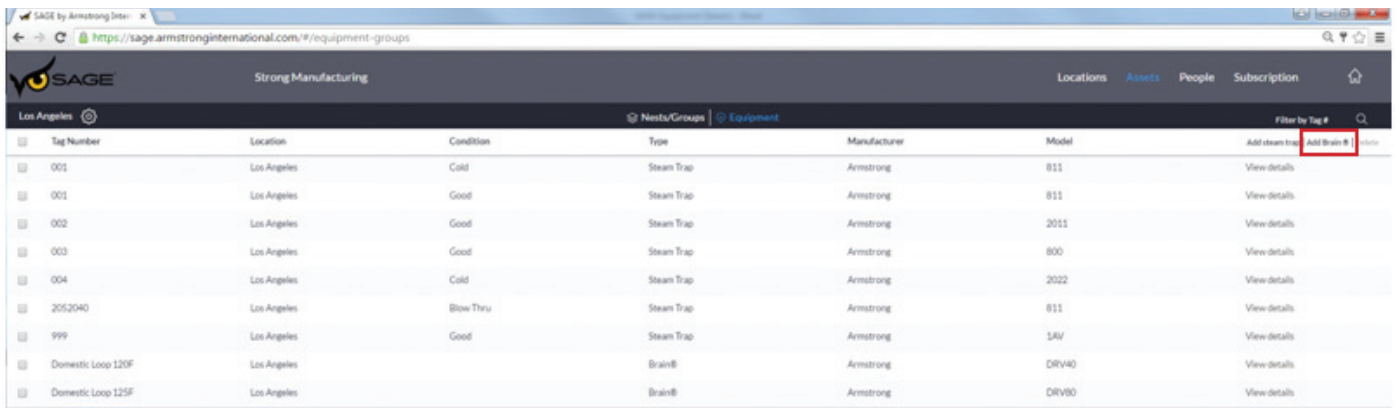 SAGE by Armstrong Inter
https://sage.armstronginternational.com/#/equipment-groups
SAGE Strong Manufacturing Locations Assets People Subscription
Los Angeles Nests/Groups | Equipment Filter by Tag #
Tag Number Location Condition Type Manufacturer Model Add steam trap | Add Brain ® | Delete
001 Los Angeles Cold Steam Trap Armstrong 811 View details
001 Los Angeles Good Steam Trap Armstrong 811 View details
002 Los Angeles Good Steam Trap Armstrong 2011 View details
003 Los Angeles Good Steam Trap Armstrong 800 View details
004 Los Angeles Cold Steam Trap Armstrong 2022 View details
2052040 Los Angeles Blow Thru Steam Trap Armstrong 811 View details
999 Los Angeles Good Steam Trap Armstrong 1AV View details
Domestic Loop 120F Los Angeles Brain® Armstrong DRV40 View details
Domestic Loop 125F Los Angeles Brain® Armstrong DRV80 View details